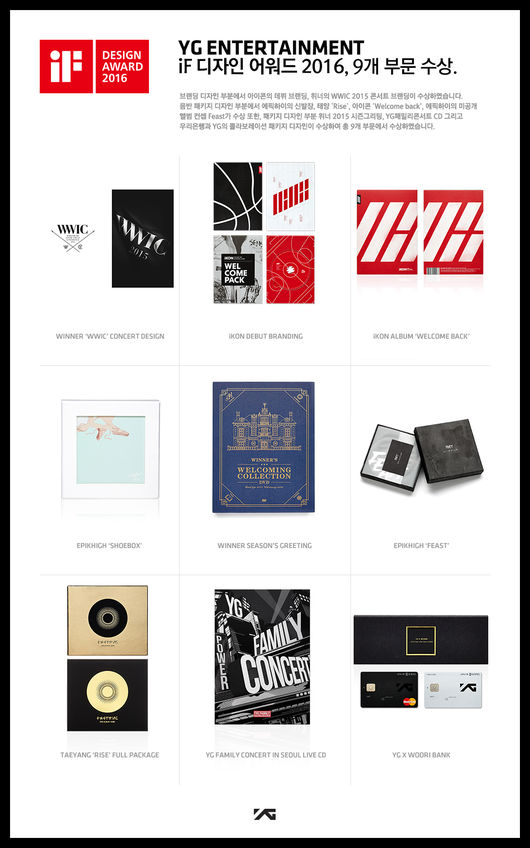 iF
DESIGN
AWARD
2016
YG ENTERTAINMENT
iF 디자인 어워드 2016, 9개 부문 수상.
브랜딩 디자인 부분에서 아이콘의 데뷔 브랜딩, 위너의 WWIC 2015 콘서트 브랜딩이 수상하였습니다.
음반 패키지 디자인 부분에서 에픽하이의 신발장, 태양 'Rise', 아이콘 'Welcome back', 에픽하이의 미공개
앨범 컨셉 Feast가 수상 또한, 패키지 디자인 부분 위너 2015 시즌그리팅, YG패밀리콘서트 CD 그리고
우리은행과 YG의 콜라보레이션 패키지 디자인이 수상하여 총 9개 부문에서 수상하였습니다.
WWIC
WWIC
2015
iKON
WEL
COME
PACK
WINNER 'WWIC' CONCERT DESIGN
iKON DEBUT BRANDING
iKON ALBUM 'WELCOME BACK'
WINNER'S
WELCOMING
COLLECTION
DVD
EPIKHIGH 'SHOEBOX'
WINNER SEASON'S GREETING
EPIKHIGH 'FEAST'
YG
FAMILY
POWER
CONCERT
YG
MasterCard
YG
TAEYANG 'RISE' FULL PACKAGE
YG FAMILY CONCERT IN SEOUL LIVE CD
YG X WOORI BANK
YG